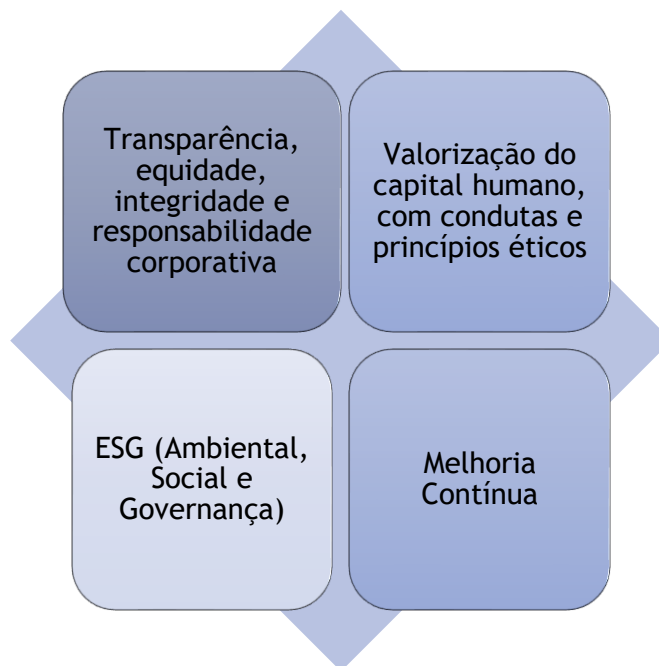 Transparência,
equidade,
integridade e
responsabilidade
corporativa
Valorização do
capital humano,
com condutas e
princípios éticos
ESG (Ambiental,
Social e
Governança)
Melhoria
Contínua